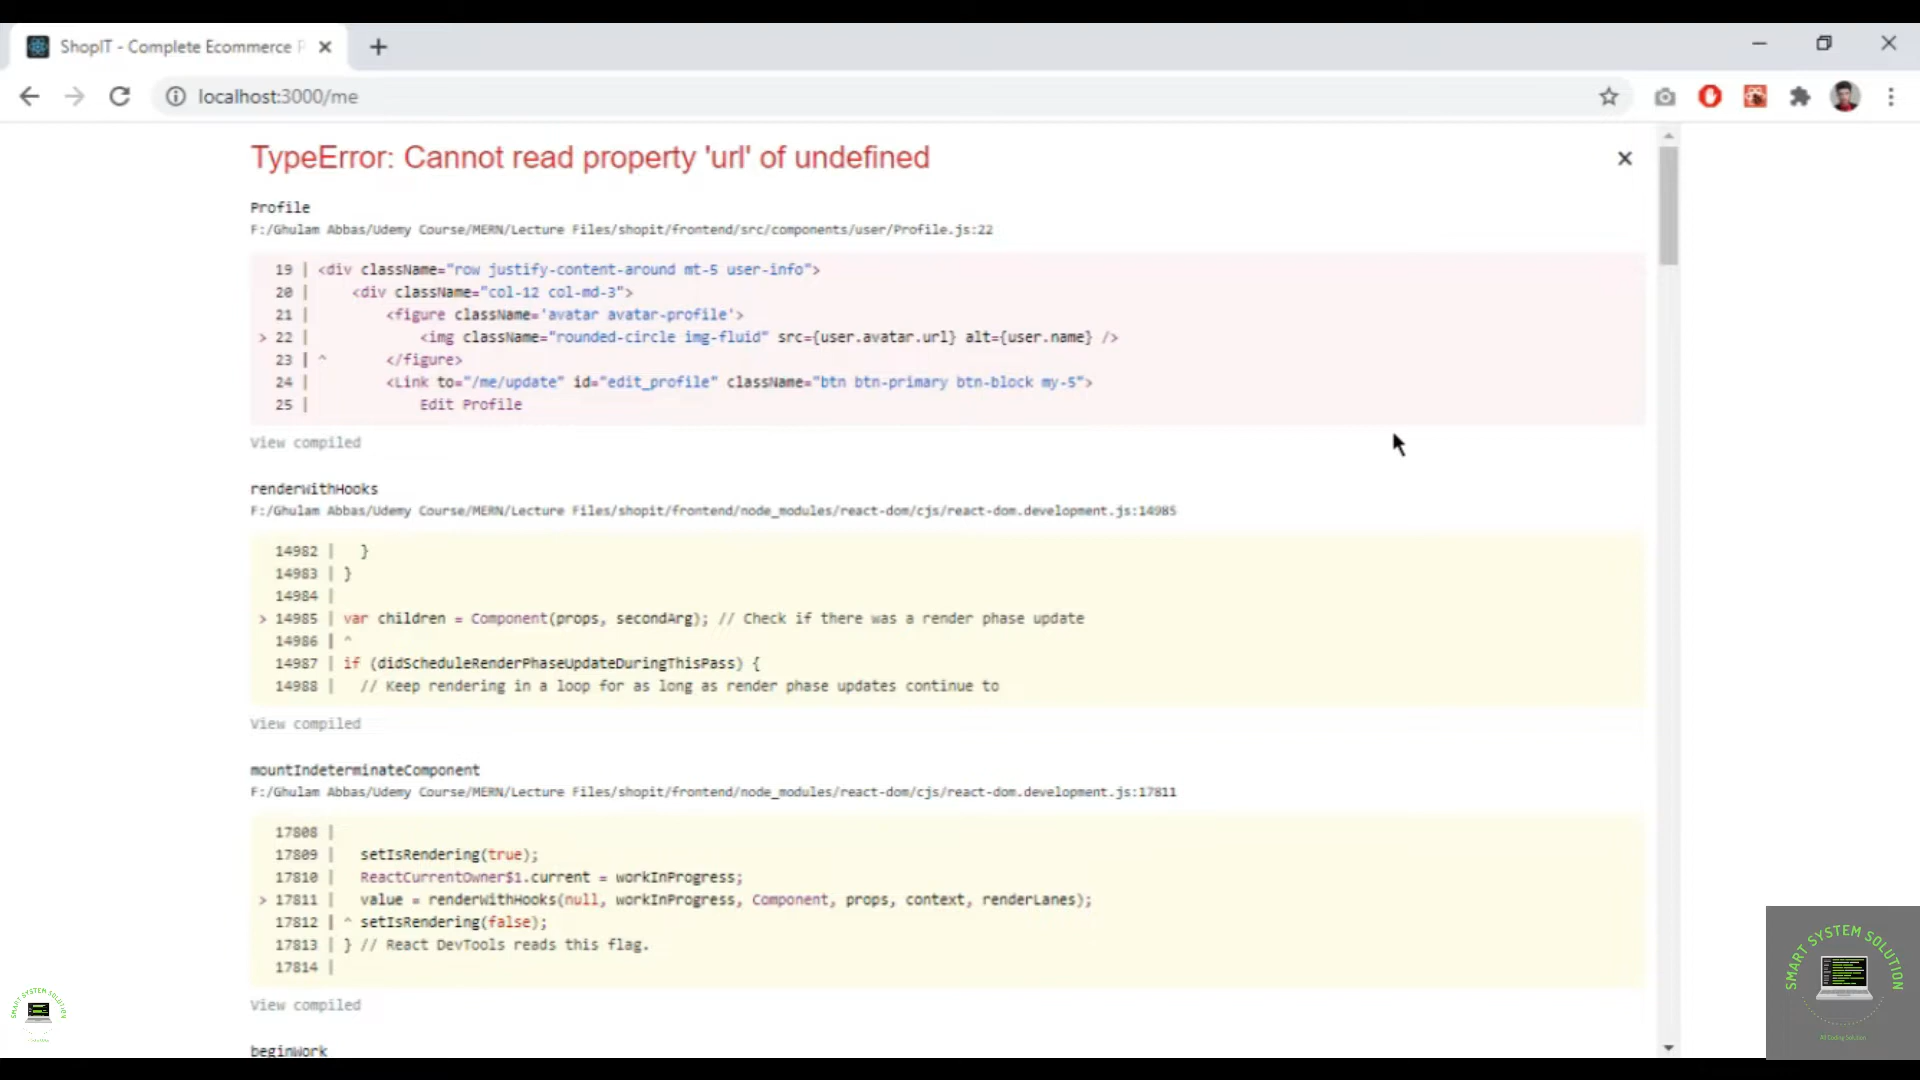 ShopIT - Complete Ecommerce
localhost:3000/me
TypeError: Cannot read property 'url' of undefined
Profile
F:/Ghulam Abbas/Udemy Course/MERN/Lecture Files/shopit/frontend/src/components/user/Profile.js:22
19 | <div className="row justify-content-around mt-5 user-info">
20 | <div className="col-12 col-md-3">
21 | <figure className='avatar avatar-profile'>
> 22 | <img className="rounded-circle img-fluid" src={user.avatar.url} alt={user.name} />
23 | ^ </figure>
24 | <Link to="/me/update" id="edit_profile" className="btn btn-primary btn-block my-5">
25 | Edit Profile
View compiled
renderWithHooks
F:/Ghulam Abbas/Udemy Course/MERN/Lecture Files/shopit/frontend/node_modules/react-dom/cjs/react-dom.development.js:14985
14982 | }
14983 | }
14984 |
> 14985 | var children = Component(props, secondArg); // Check if there was a render phase update
14986 | ^
14987 | if (didScheduleRenderPhaseUpdateDuringThisPass) {
14988 | // Keep rendering in a loop for as long as render phase updates continue to
View compiled
mountIndeterminateComponent
F:/Ghulam Abbas/Udemy Course/MERN/Lecture Files/shopit/frontend/node_modules/react-dom/cjs/react-dom.development.js:17811
17808 |
17809 | setIsRendering(true);
17810 | ReactCurrentOwner$1.current = workInProgress;
> 17811 | value = renderWithHooks(null, workInProgress, Component, props, context, renderLanes);
17812 | ^ setIsRendering(false);
17813 | } // React DevTools reads this flag.
17814 |
View compiled
beginWork
SMART SYSTEM SOLUTION
All Coding Solution
SMART SYSTEM SOLUTION